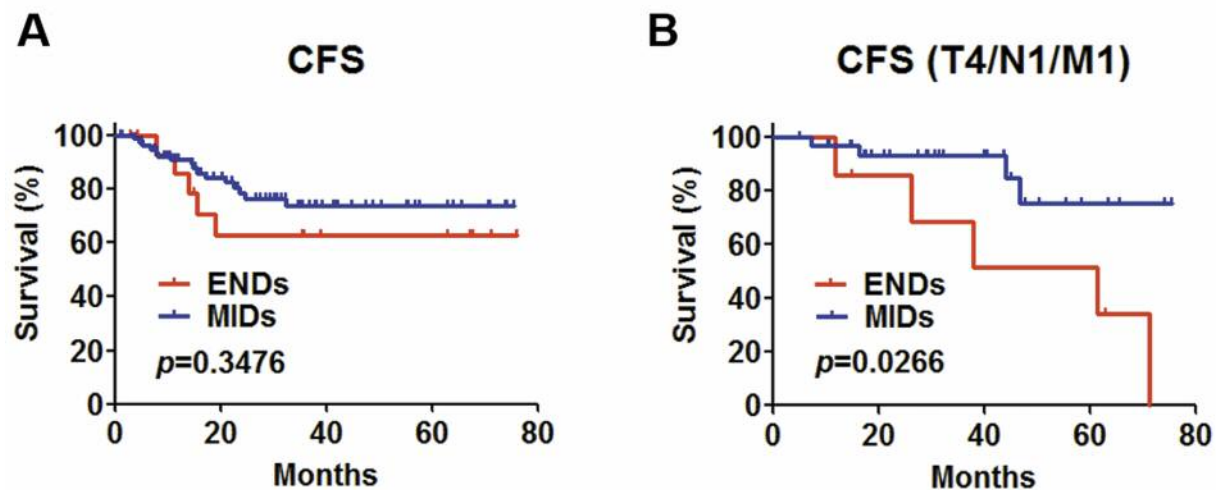 A
CFS
Survival (%)
100
80
60
40
20
0
ENDs
MIDs
p=0.3476
0 20 40 60 80
Months
B
CFS (T4/N1/M1)
Survival (%)
100
80
60
40
20
0
ENDs
MIDs
p=0.0266
0 20 40 60 80
Months